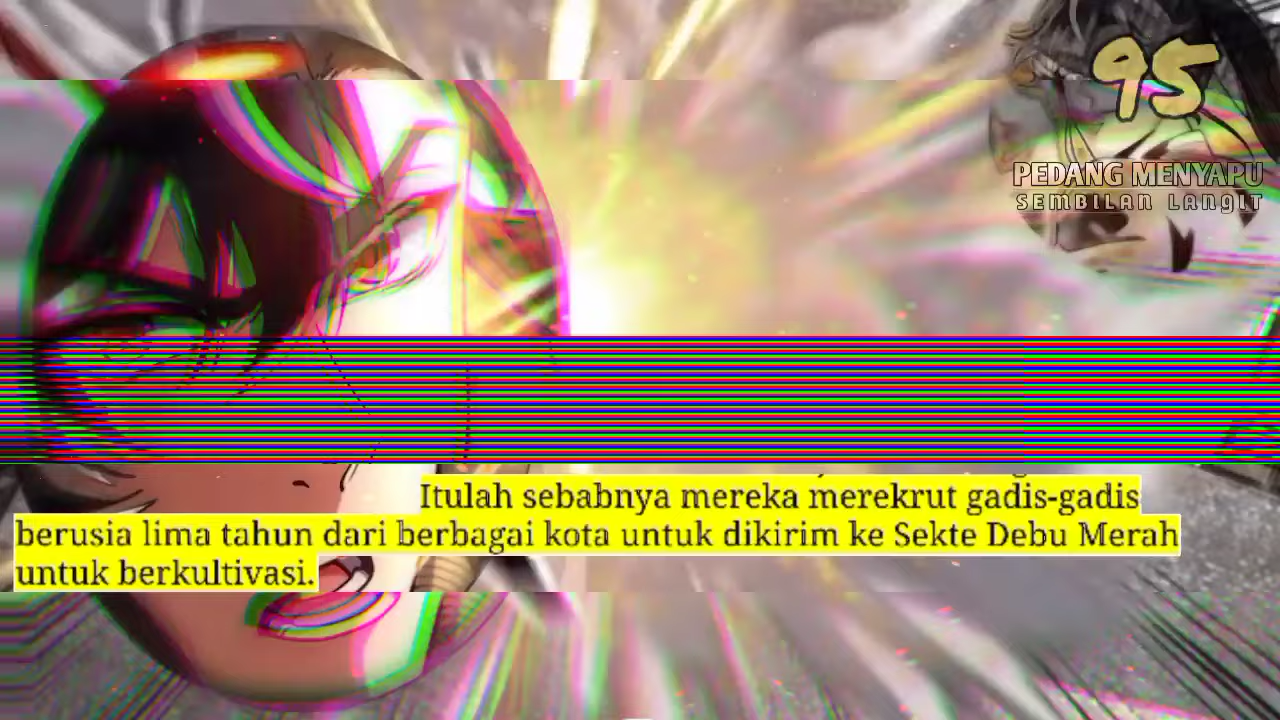 95
PEDANG MENYAPU
SEMBILAN LANGIT
Itulah sebabnya mereka merekrut gadis-gadis
berusia lima tahun dari berbagai kota untuk dikirim ke Sekte Debu Merah
untuk berkultivasi.